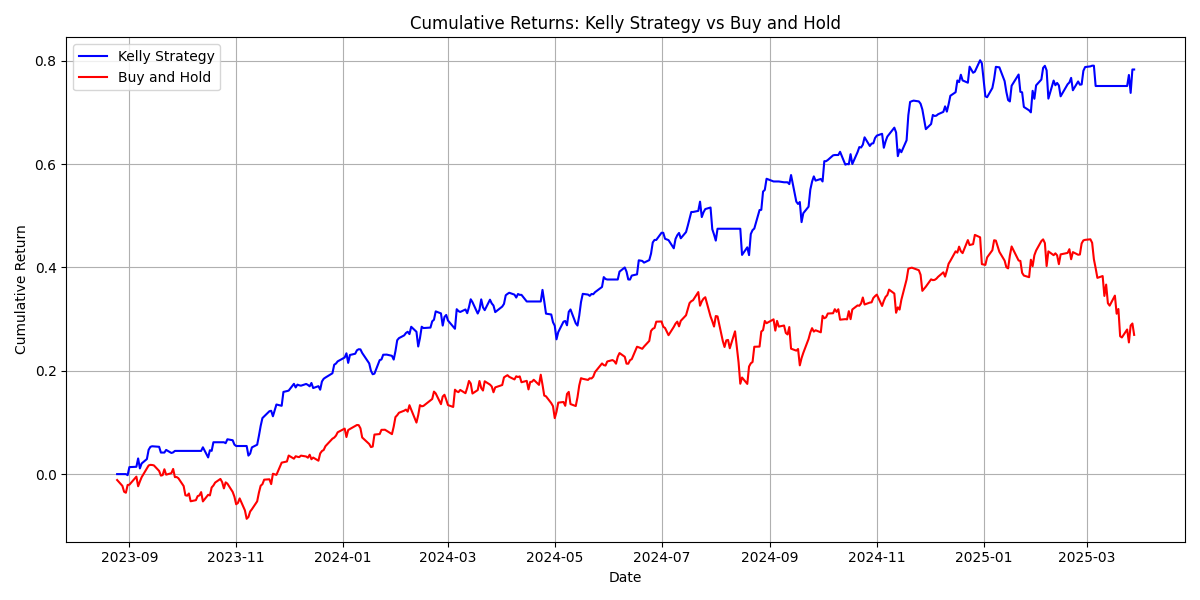 Cumulative Returns: Kelly Strategy vs Buy and Hold
Kelly Strategy
Buy and Hold
Cumulative Return
0.8
0.6
0.4
0.2
0.0
2023-09 2023-11 2024-01 2024-03 2024-05 2024-07 2024-09 2024-11 2025-01 2025-03
Date